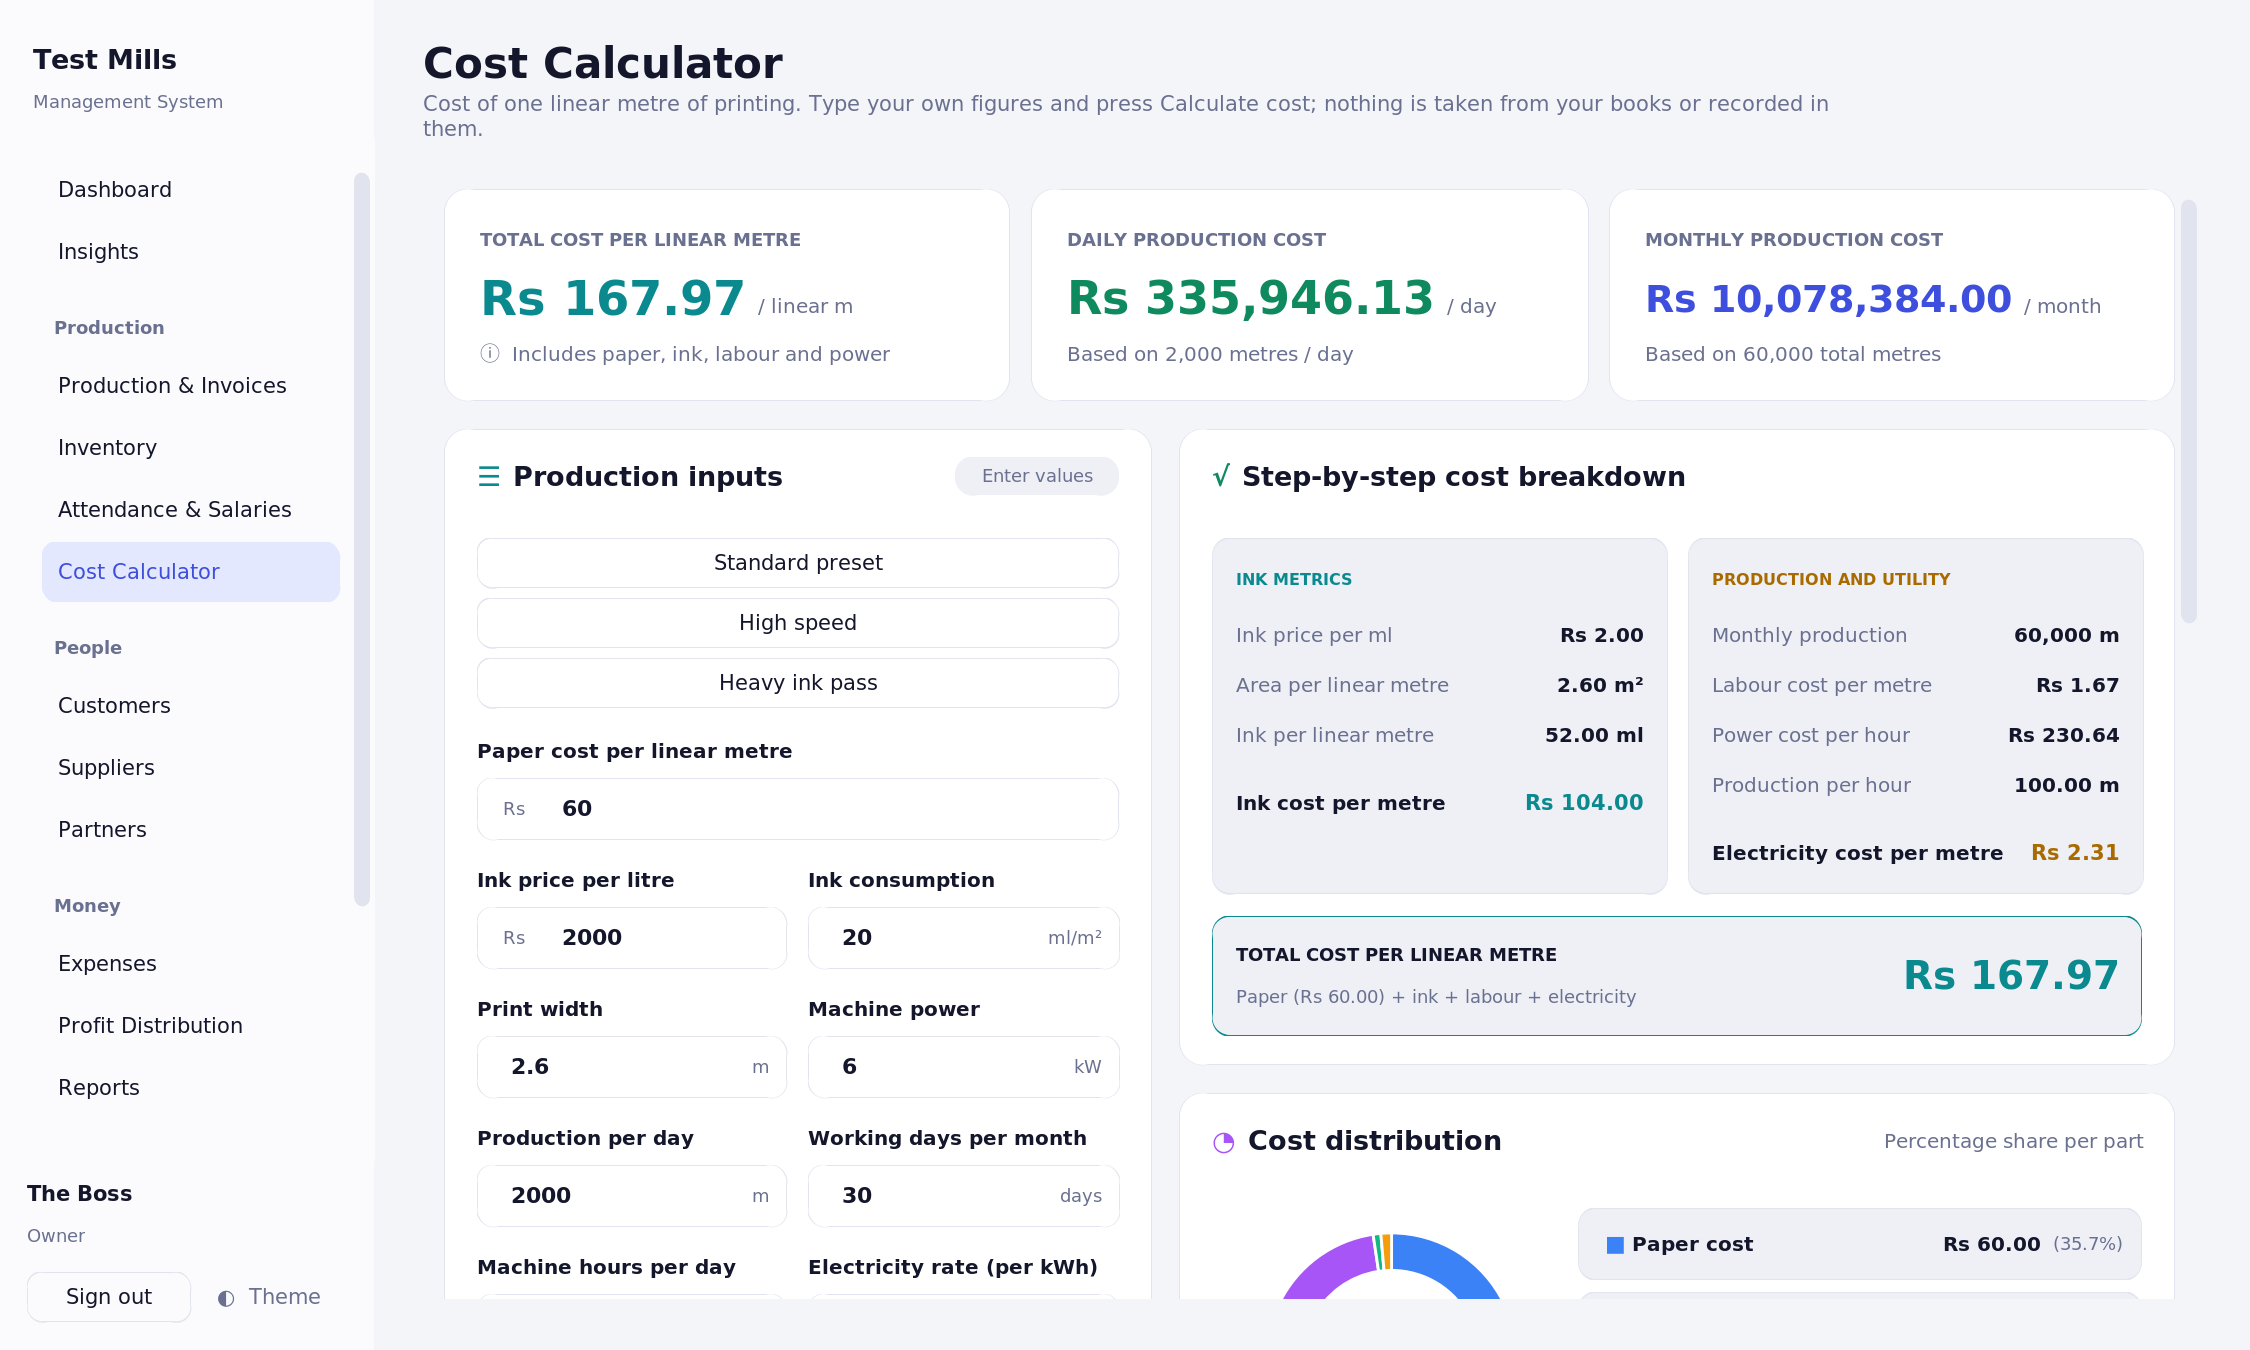 Test Mills
Management System
Dashboard
Insights
Production
Production & Invoices
Inventory
Attendance & Salaries
Cost Calculator
People
Customers
Suppliers
Partners
Money
Expenses
Profit Distribution
Reports
The Boss
Owner
Sign out
◐ Theme
Cost Calculator
Cost of one linear metre of printing. Type your own figures and press Calculate cost; nothing is taken from your books or recorded in
them.
TOTAL COST PER LINEAR METRE
Rs 167.97 / linear m
ⓘ Includes paper, ink, labour and power
DAILY PRODUCTION COST
Rs 335,946.13 / day
Based on 2,000 metres / day
MONTHLY PRODUCTION COST
Rs 10,078,384.00 / month
Based on 60,000 total metres
☰ Production inputs
Enter values
Standard preset
High speed
Heavy ink pass
Paper cost per linear metre
Rs 60
Ink price per litre
Rs 2000
Ink consumption
20 ml/m²
Print width
2.6 m
Machine power
6 kW
Production per day
2000 m
Working days per month
30 days
Machine hours per day
Electricity rate (per kWh)
√ Step-by-step cost breakdown
INK METRICS
Ink price per ml Rs 2.00
Area per linear metre 2.60 m²
Ink per linear metre 52.00 ml
Ink cost per metre Rs 104.00
PRODUCTION AND UTILITY
Monthly production 60,000 m
Labour cost per metre Rs 1.67
Power cost per hour Rs 230.64
Production per hour 100.00 m
Electricity cost per metre Rs 2.31
TOTAL COST PER LINEAR METRE
Paper (Rs 60.00) + ink + labour + electricity
Rs 167.97
◔ Cost distribution
Percentage share per part
Paper cost Rs 60.00 (35.7%)